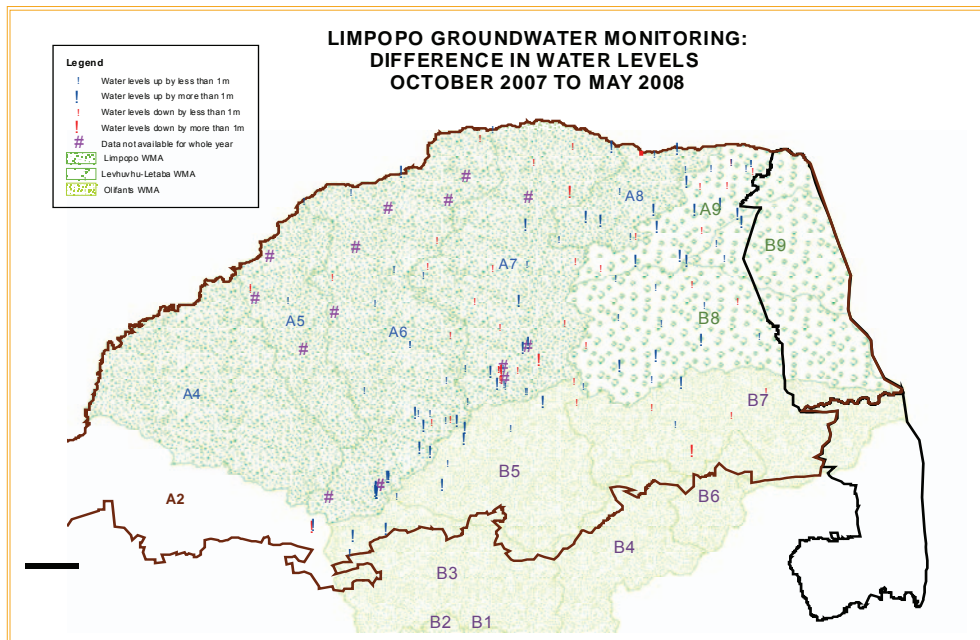 LIMPOPO GROUNDWATER MONITORING:
DIFFERENCE IN WATER LEVELS
OCTOBER 2007 TO MAY 2008
Legend
! Water levels up by less than 1m
! Water levels up by more than 1m
! Water levels down by less than 1m
! Water levels down by more than 1m
# Data not available for whole year
Limpopo WMA
Levhuvhu-Letaba WMA
Olifants WMA
A8
A9
B9
A7
A5
A6
B8
A4
B7
A2
B5
B6
B4
B3
B2
B1